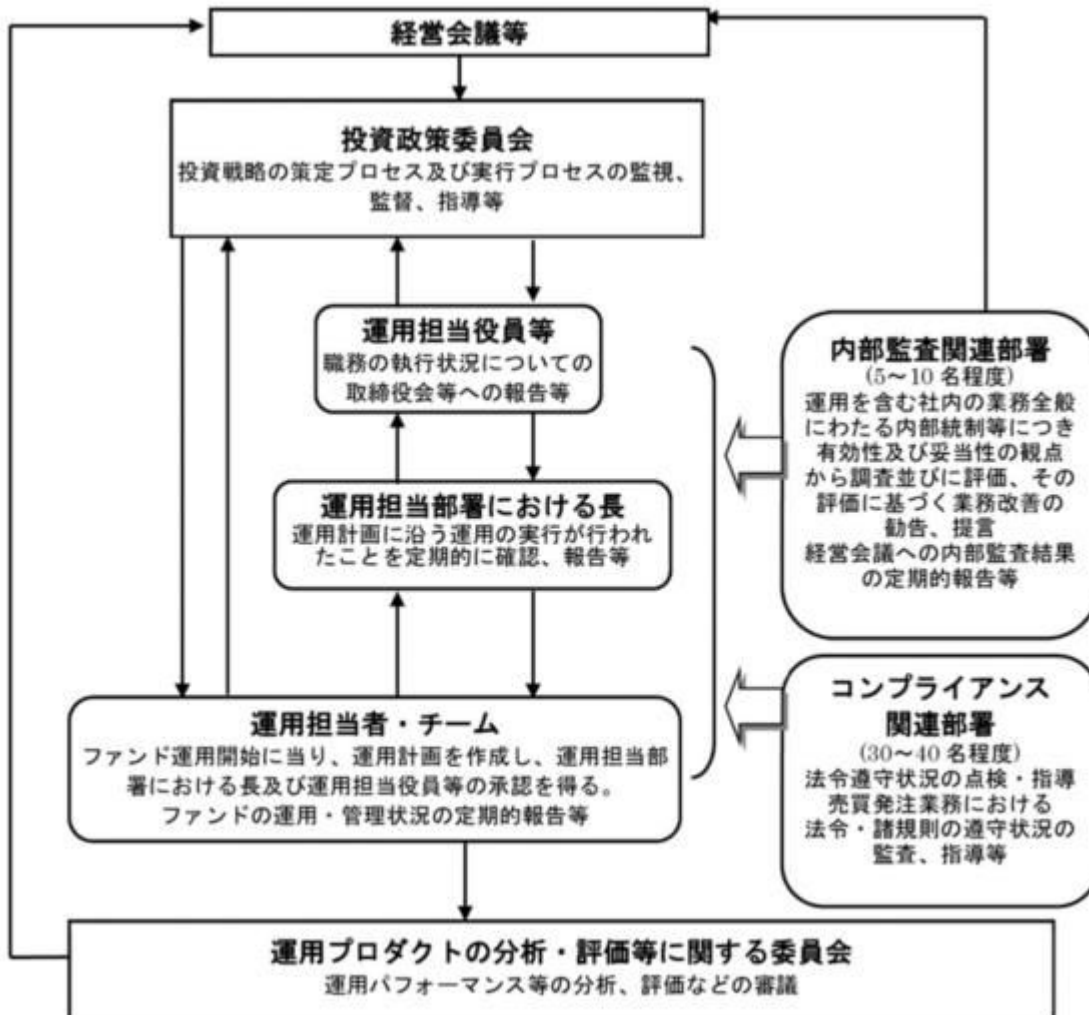 経営会議等
投資政策委員会
投資戦略の策定プロセス及び実行プロセスの監視、
監督、指導等
運用担当役員等
職務の執行状況についての
取締役会等への報告等
運用担当部署における長
運用計画に沿う運用の実行が行われ
たことを定期的に確認、報告等
運用担当者・チーム
ファンド運用開始に当り、運用計画を作成し、運用担当部
署における長及び運用担当役員等の承認を得る。
ファンドの運用・管理状況の定期的報告等
内部監査関連部署
(5～10 名程度)
運用を含む社内の業務全般
にわたる内部統制等につき
有効性及び妥当性の観点
から調査並びに評価、その
評価に基づく業務改善の
勧告、提言
経営会議への内部監査結果
の定期的報告等
コンプライアンス
関連部署
(30～40 名程度)
法令遵守状況の点検・指導
売買発注業務における
法令・諸規則の遵守状況の
監査、指導等
運用プロダクトの分析・評価等に関する委員会
運用パフォーマンス等の分析、評価などの審議